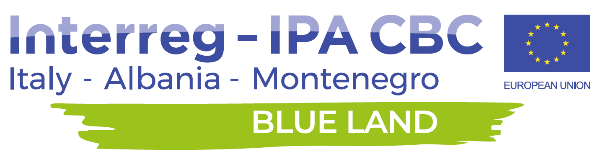 Interreg - IPA CBC
Italy - Albania - Montenegro
EUROPEAN UNION
BLUE LAND